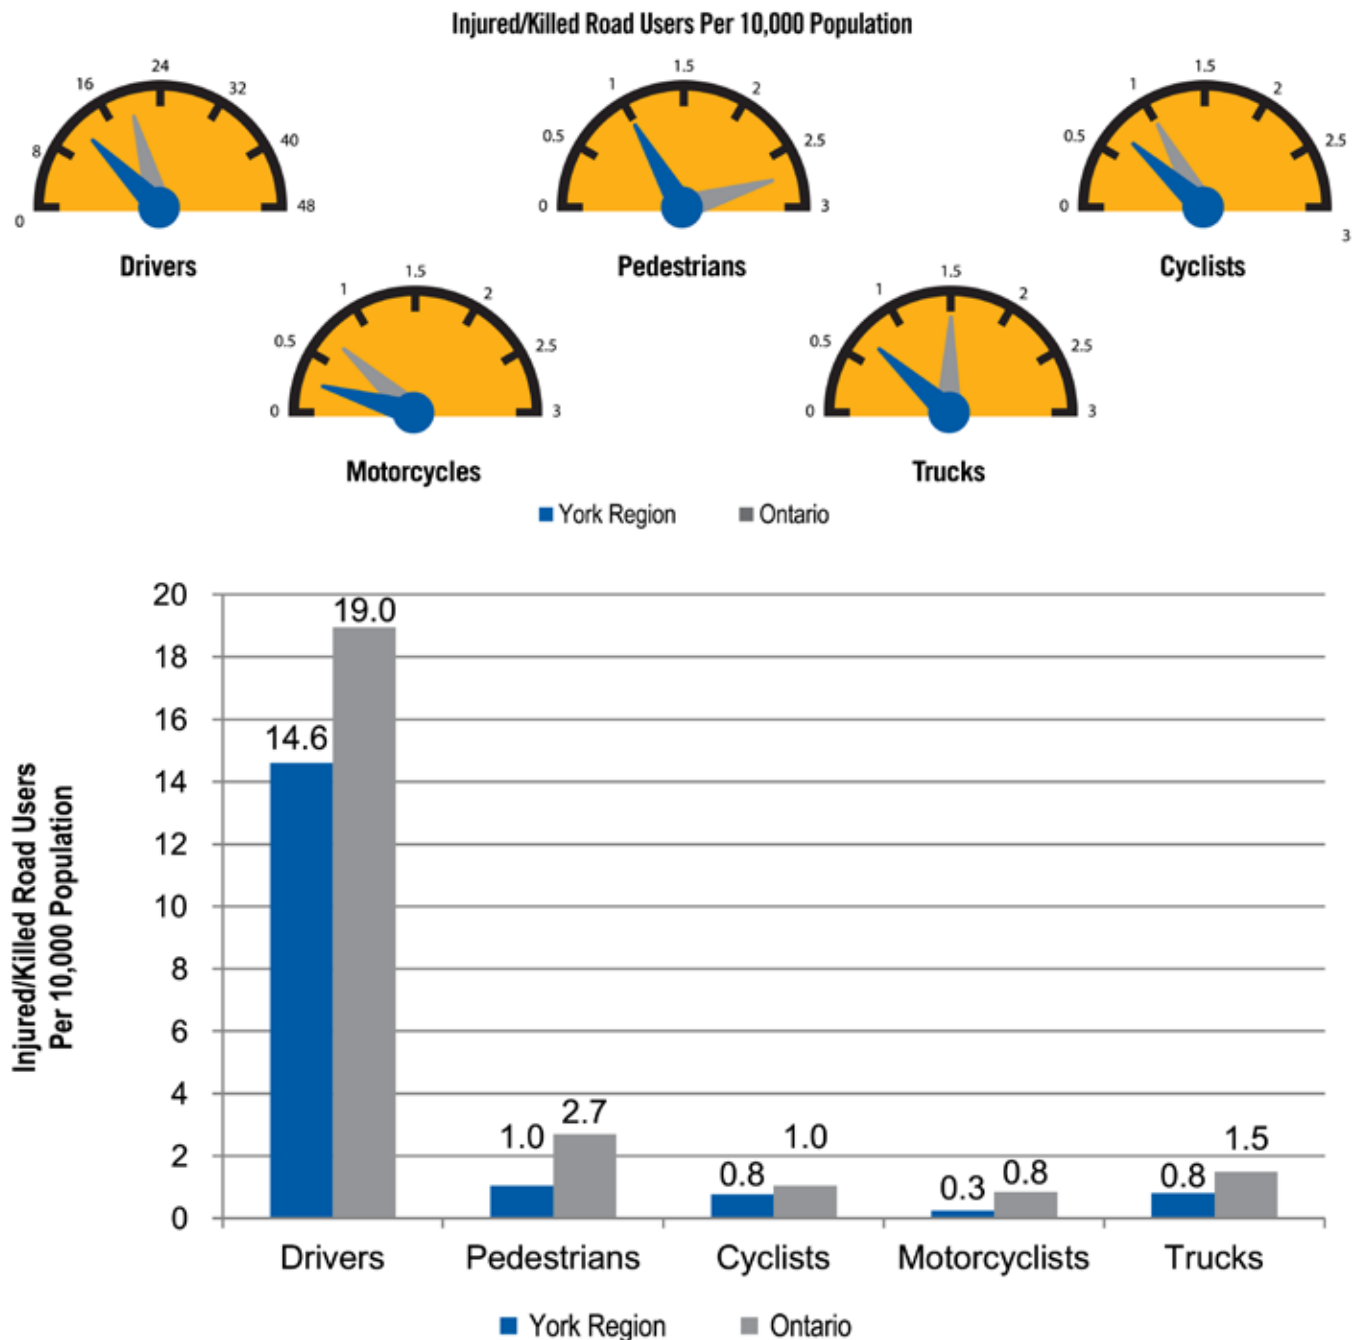 Injured/Killed Road Users Per 10,000 Population
0 8 16 24 32 40 48
Drivers
0 0.5 1 1.5 2 2.5 3
Pedestrians
0 0.5 1 1.5 2 2.5 3
Cyclists
0 0.5 1 1.5 2 2.5 3
Motorcycles
0 0.5 1 1.5 2 2.5 3
Trucks
York Region Ontario
Injured/Killed Road Users
Per 10,000 Population
20
18
16
14
12
10
8
6
4
2
0
14.6 19.0
1.0 2.7
0.8 1.0
0.3 0.8
0.8 1.5
Drivers Pedestrians Cyclists Motorcyclists Trucks
York Region Ontario